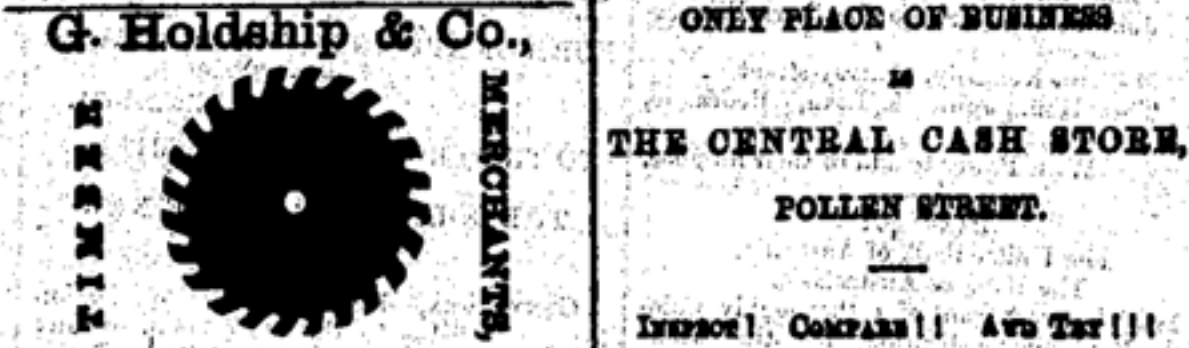 G. Holdship & Co.,
TIMBER
MERCHANTS,
ONLY PLACE OF BUSINESS
IS
THE CENTRAL CASH STORE,
POLLEN STREET.
INSPECT! COMPARE!! AND TRY!!!